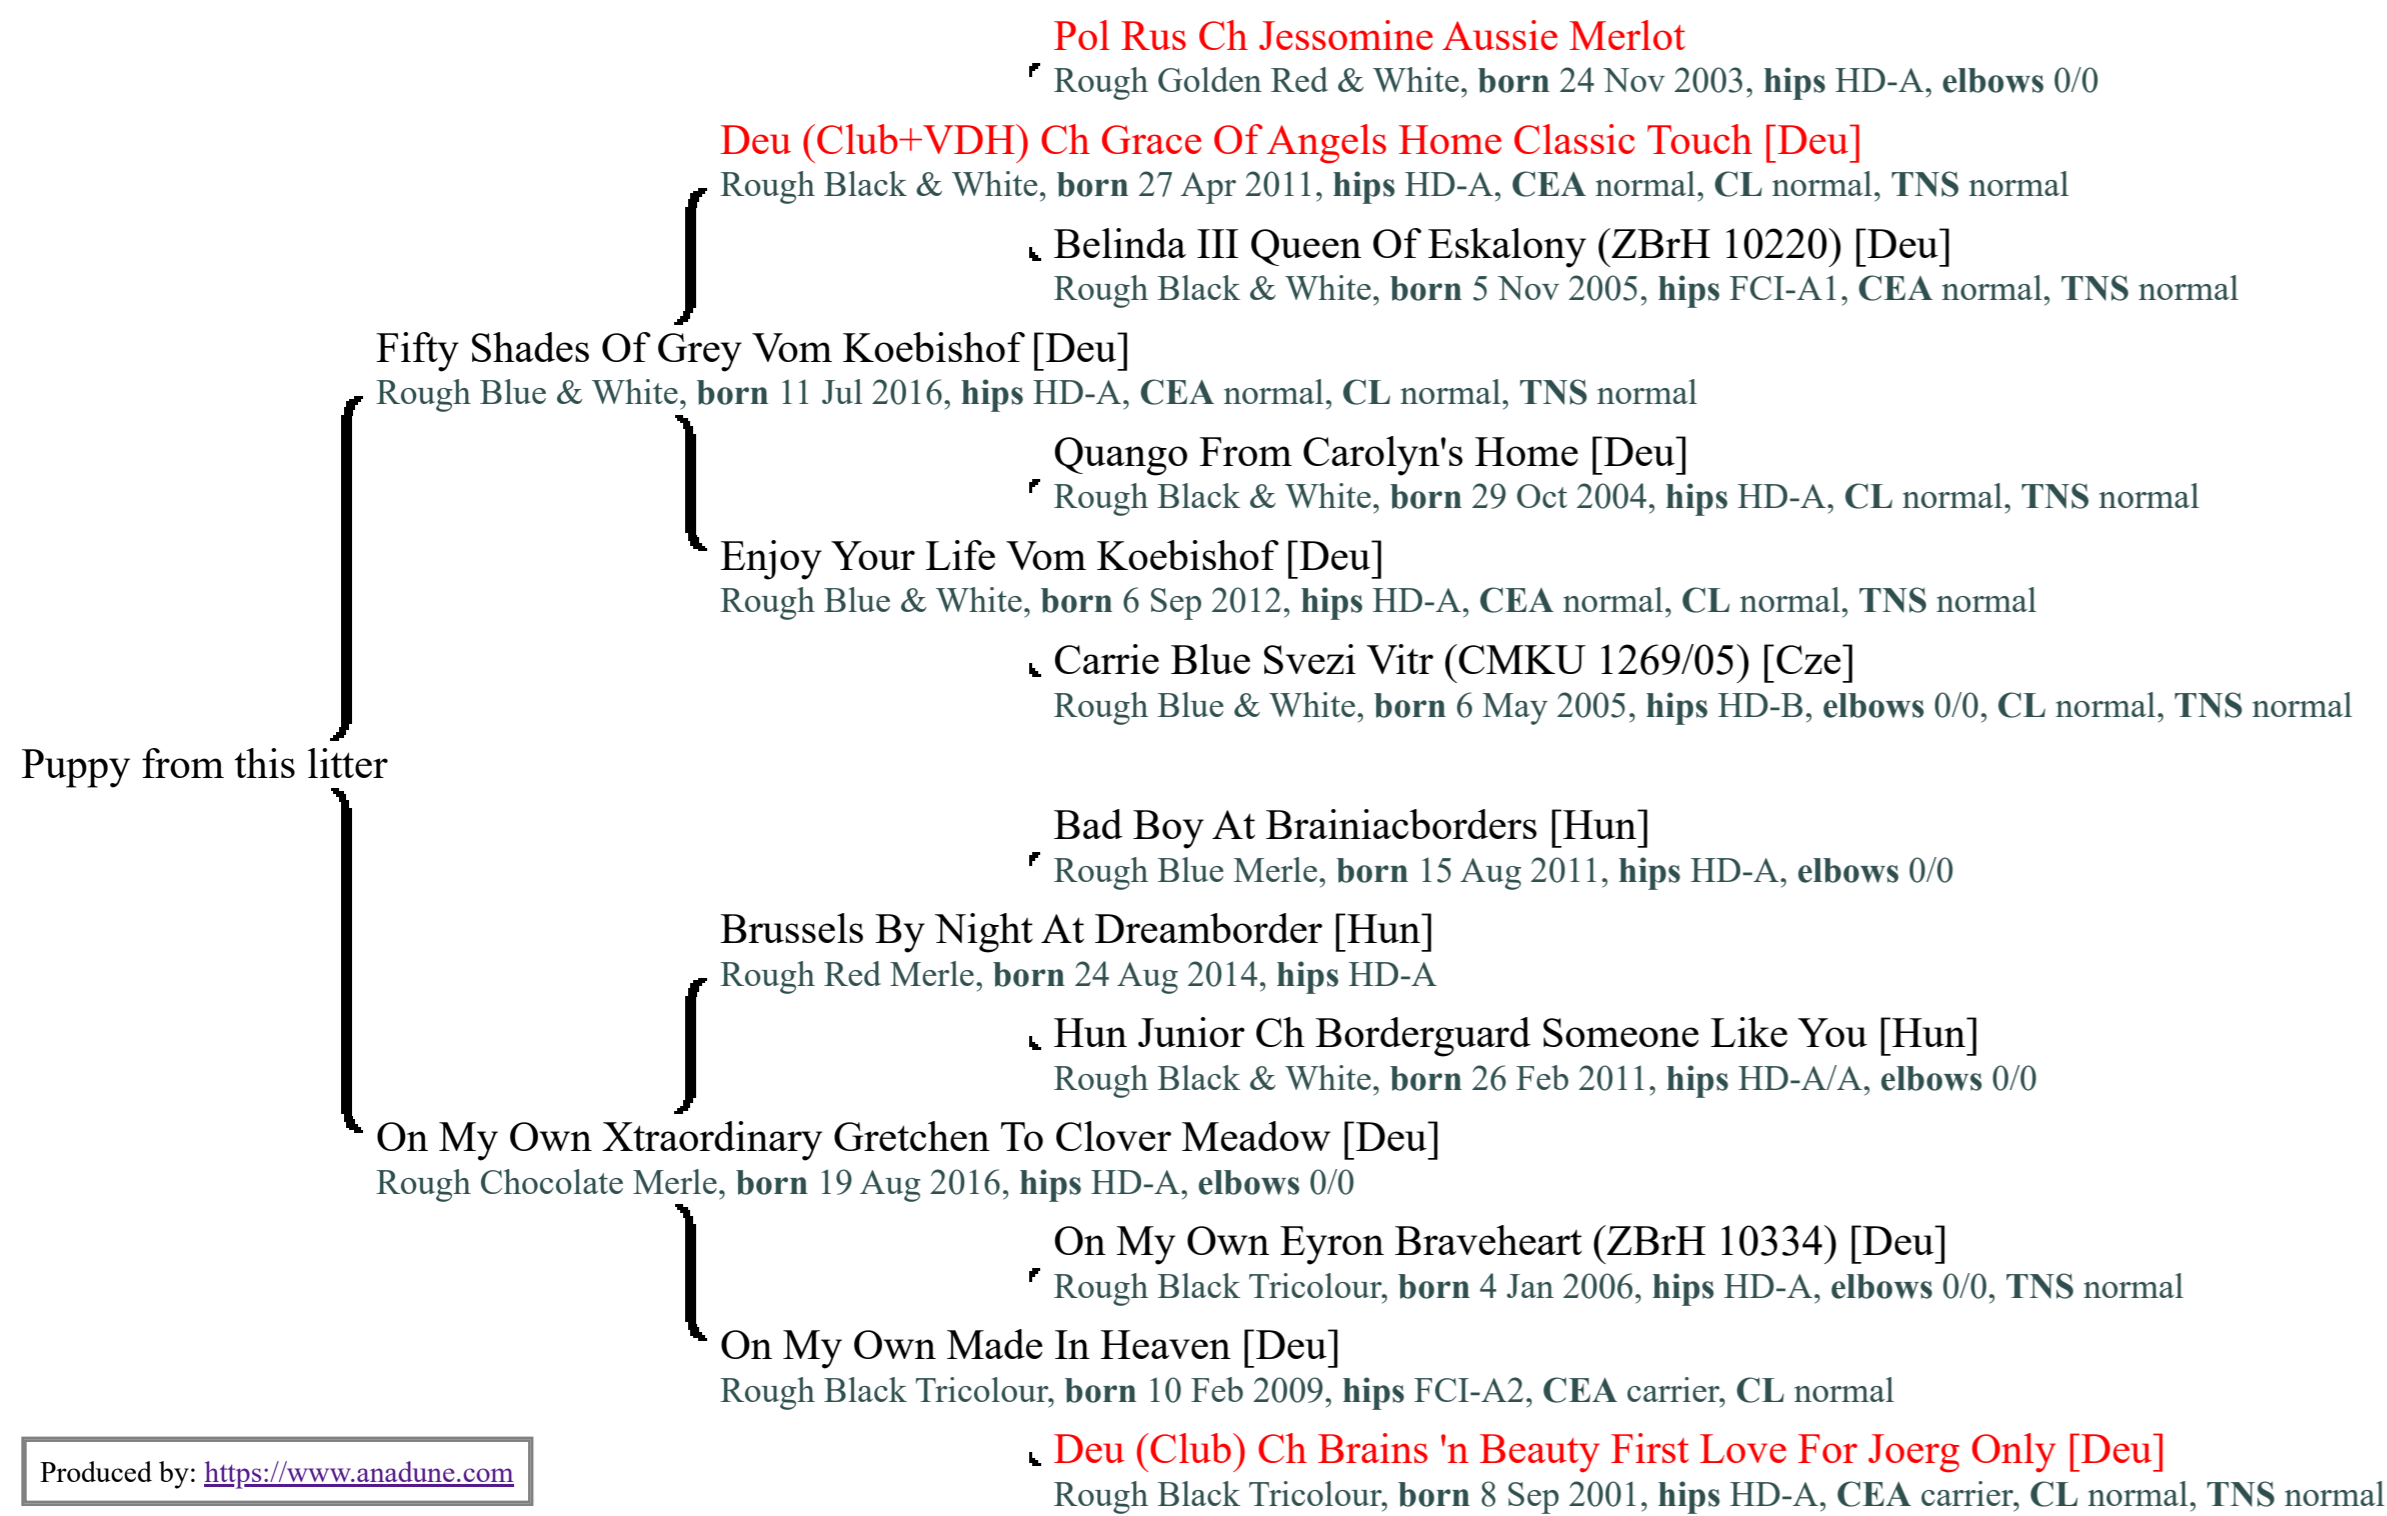 Pol Rus Ch Jessomine Aussie Merlot
Rough Golden Red & White, born 24 Nov 2003, hips HD-A, elbows 0/0
Deu (Club+VDH) Ch Grace Of Angels Home Classic Touch [Deu]
Rough Black & White, born 27 Apr 2011, hips HD-A, CEA normal, CL normal, TNS normal
Belinda III Queen Of Eskalony (ZBrH 10220) [Deu]
Rough Black & White, born 5 Nov 2005, hips FCI-A1, CEA normal, TNS normal
Fifty Shades Of Grey Vom Koebishof [Deu]
Rough Blue & White, born 11 Jul 2016, hips HD-A, CEA normal, CL normal, TNS normal
Quango From Carolyn's Home [Deu]
Rough Black & White, born 29 Oct 2004, hips HD-A, CL normal, TNS normal
Enjoy Your Life Vom Koebishof [Deu]
Rough Blue & White, born 6 Sep 2012, hips HD-A, CEA normal, CL normal, TNS normal
Carrie Blue Svezi Vitr (CMKU 1269/05) [Cze]
Rough Blue & White, born 6 May 2005, hips HD-B, elbows 0/0, CL normal, TNS normal
Puppy from this litter
Bad Boy At Brainiacborders [Hun]
Rough Blue Merle, born 15 Aug 2011, hips HD-A, elbows 0/0
Brussels By Night At Dreamborder [Hun]
Rough Red Merle, born 24 Aug 2014, hips HD-A
Hun Junior Ch Borderguard Someone Like You [Hun]
Rough Black & White, born 26 Feb 2011, hips HD-A/A, elbows 0/0
On My Own Xtraordinary Gretchen To Clover Meadow [Deu]
Rough Chocolate Merle, born 19 Aug 2016, hips HD-A, elbows 0/0
On My Own Eyron Braveheart (ZBrH 10334) [Deu]
Rough Black Tricolour, born 4 Jan 2006, hips HD-A, elbows 0/0, TNS normal
On My Own Made In Heaven [Deu]
Rough Black Tricolour, born 10 Feb 2009, hips FCI-A2, CEA carrier, CL normal
Deu (Club) Ch Brains 'n Beauty First Love For Joerg Only [Deu]
Rough Black Tricolour, born 8 Sep 2001, hips HD-A, CEA carrier, CL normal, TNS normal
Produced by: https://www.anadune.com